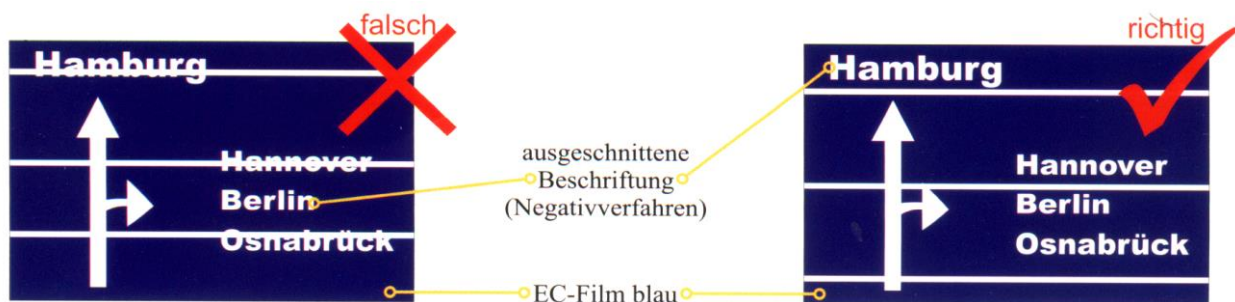 falsch
Hamburg
Hannover
Berlin
Osnabrück
ausgeschnittene
Beschriftung
(Negativverfahren)
EC-Film blau
richtig
Hamburg
Hannover
Berlin
Osnabrück